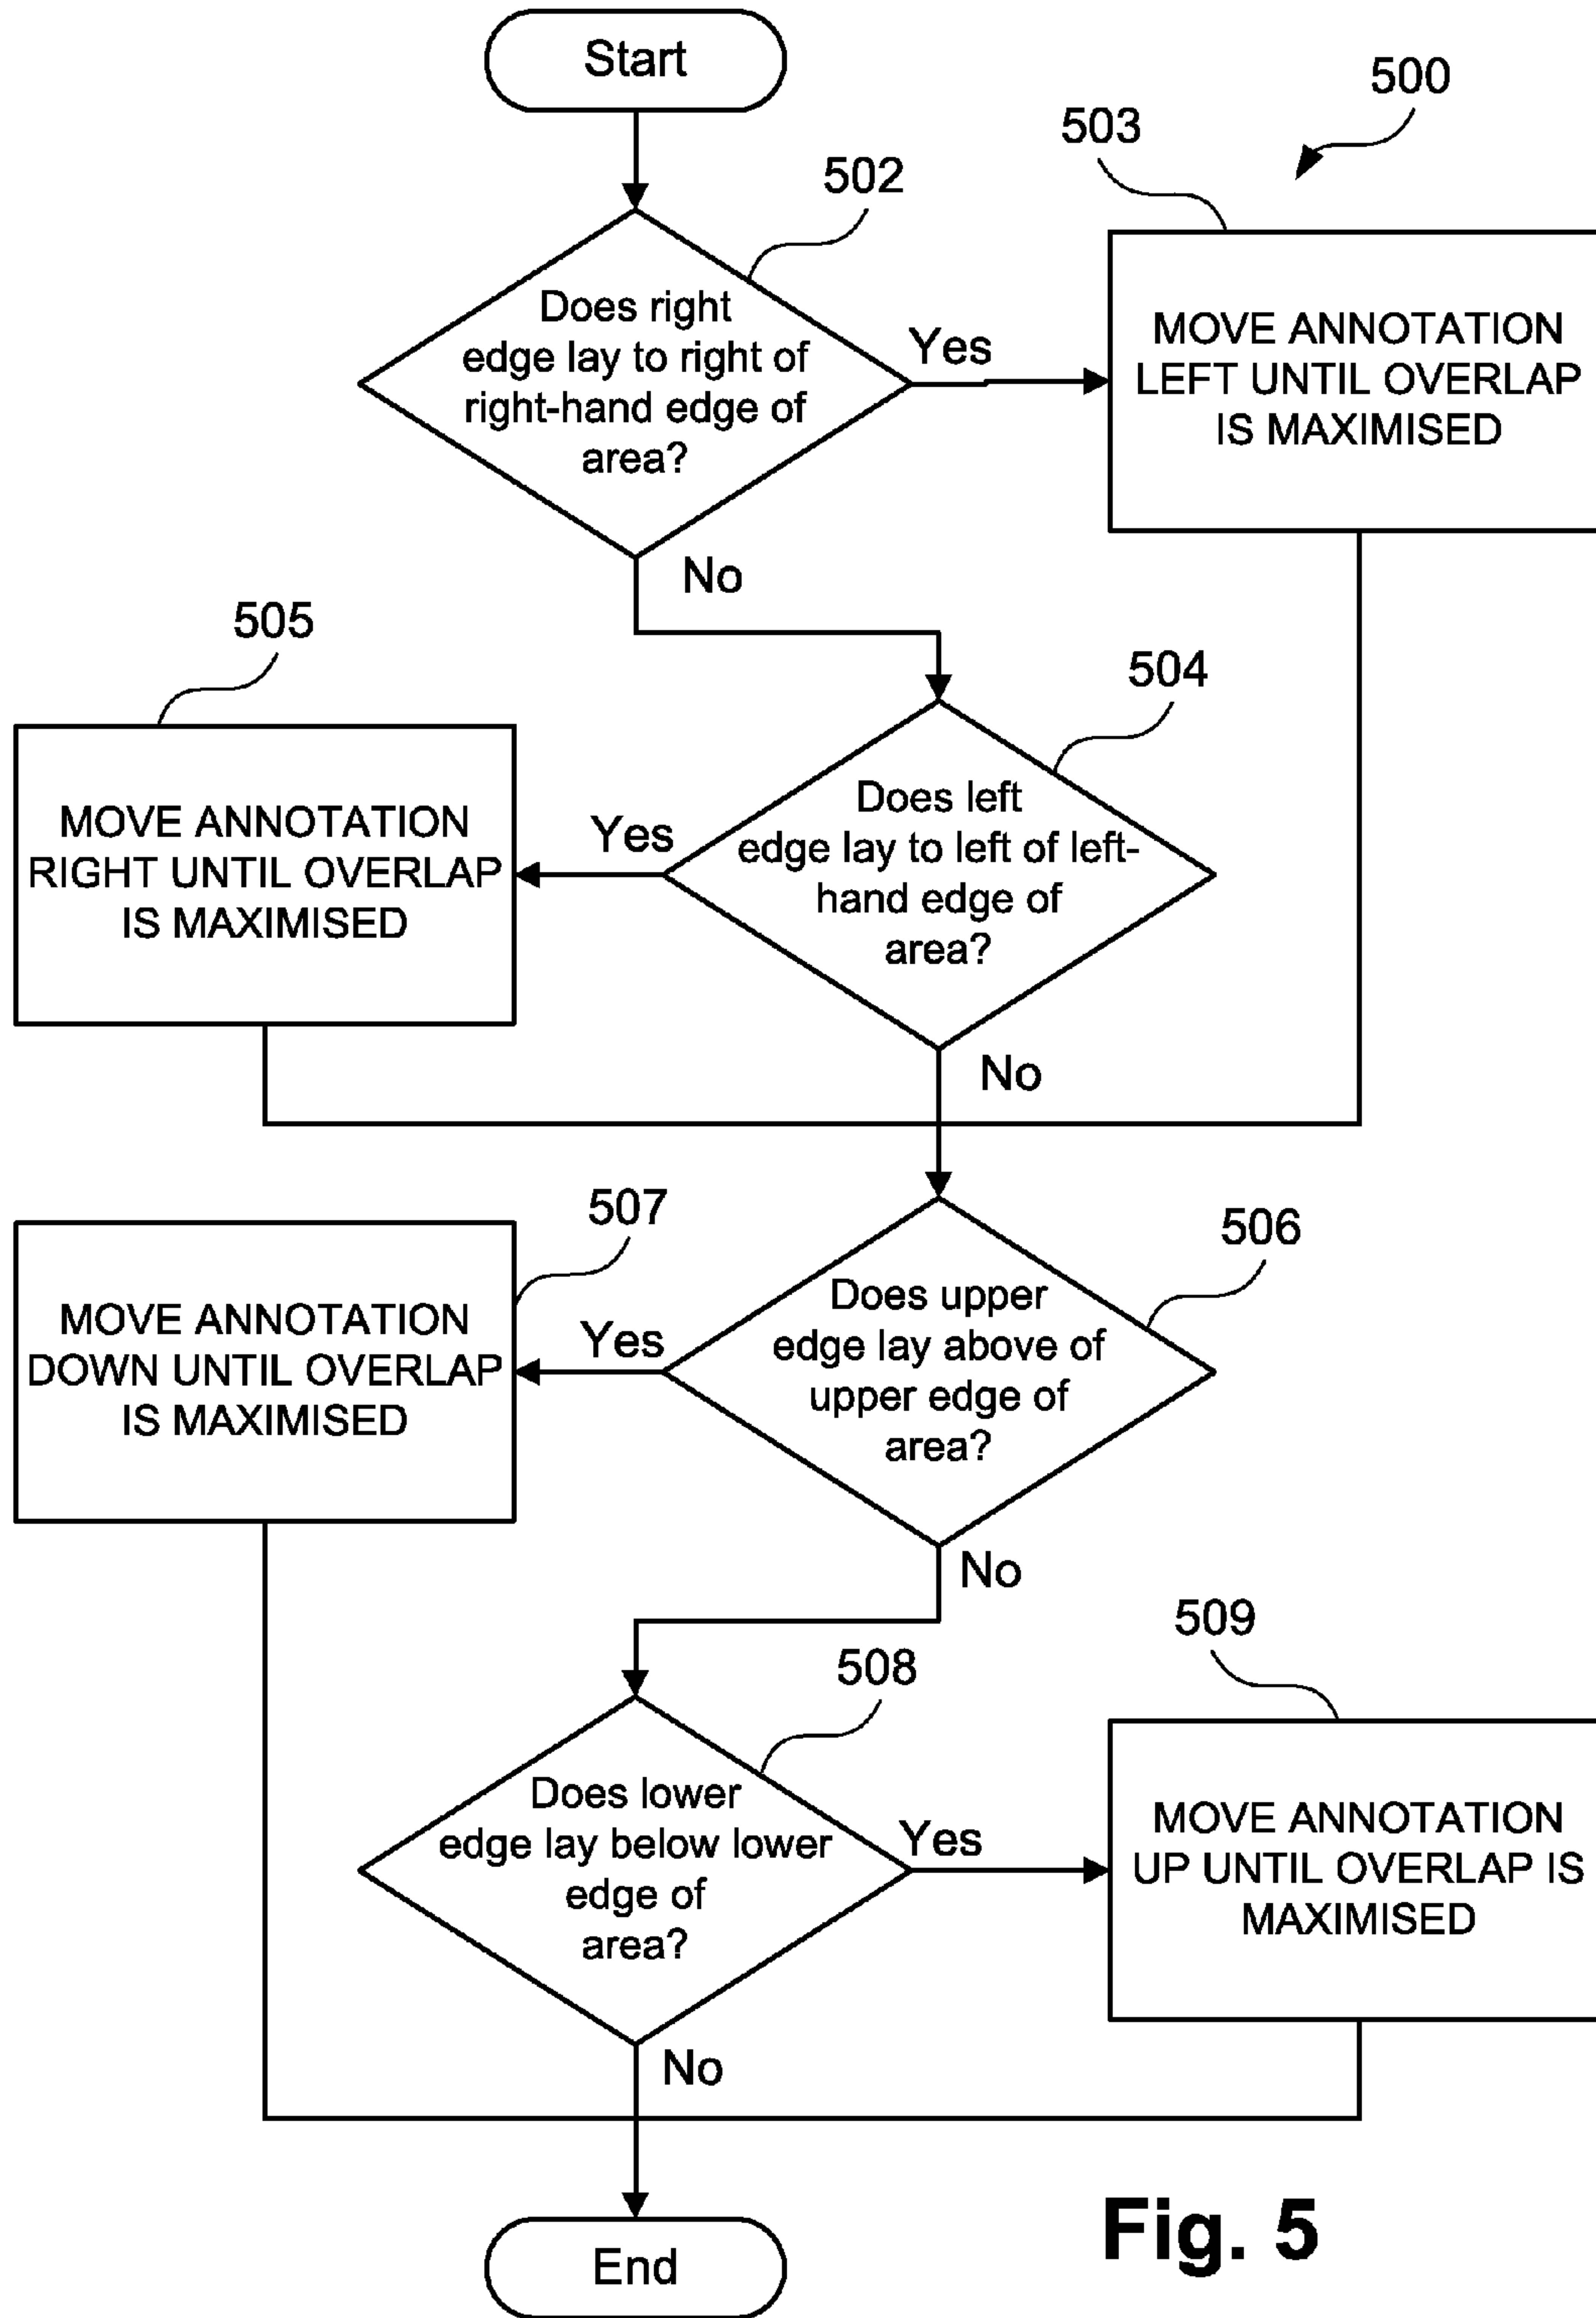 Start
500
503
502
Does right
edge lay to right of
right-hand edge of
area?
Yes
MOVE ANNOTATION
LEFT UNTIL OVERLAP
IS MAXIMISED
No
505
504
MOVE ANNOTATION
RIGHT UNTIL OVERLAP
IS MAXIMISED
Yes
Does left
edge lay to left of left-
hand edge of
area?
No
507
506
MOVE ANNOTATION
DOWN UNTIL OVERLAP
IS MAXIMISED
Yes
Does upper
edge lay above of
upper edge of
area?
No
509
508
Does lower
edge lay below lower
edge of
area?
Yes
MOVE ANNOTATION
UP UNTIL OVERLAP IS
MAXIMISED
No
End
Fig. 5